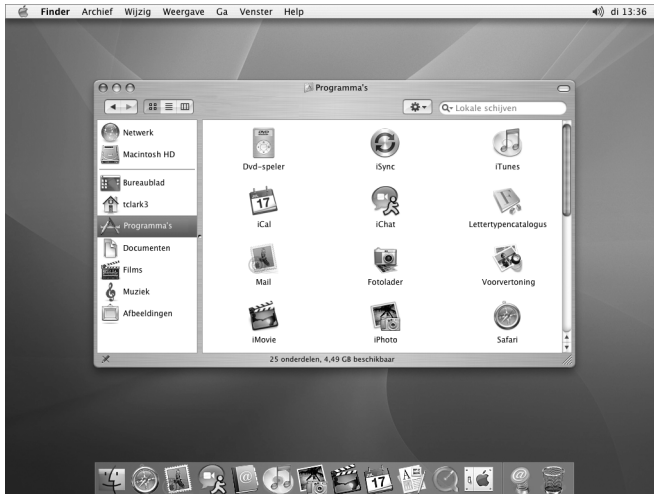 Finder Archief Wijzig Weergave Ga Venster Help di 13:36
Programma's
Lokale schijven
Netwerk
Macintosh HD
Bureaublad
tclark3
Programma's
Documenten
Films
Muziek
Afbeeldingen
Dvd-speler iSync iTunes
17
iCal iChat Lettertypencatalogus
Mail Fotolader Voorvertoning
iMovie iPhoto Safari
25 onderdelen, 4,49 GB beschikbaar
17